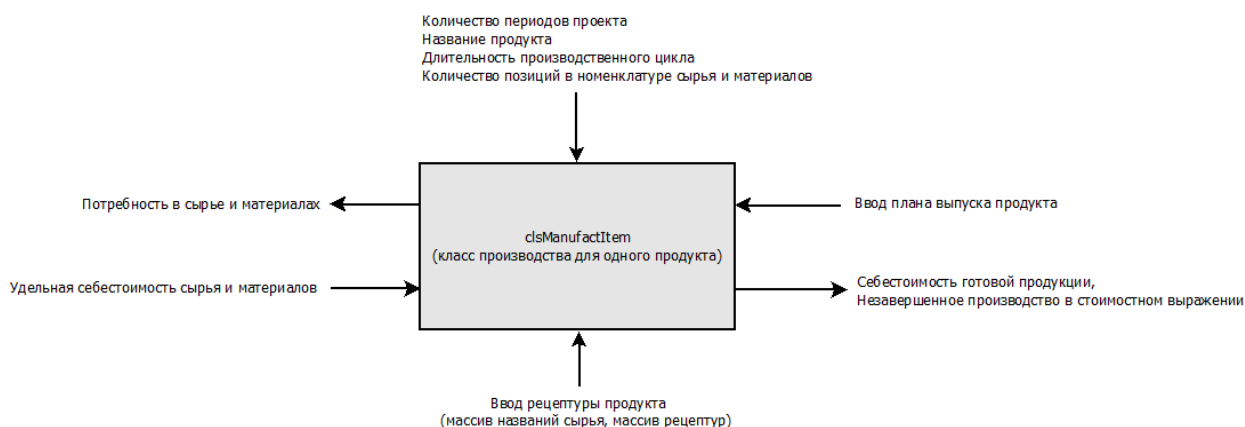 Количество периодов проекта
Название продукта
Длительность производственного цикла
Количество позиций в номенклатуре сырья и материалов
Потребность в сырье и материалах
clsManufactItem
(класс производства для одного продукта)
Ввод плана выпуска продукта
Удельная себестоимость сырья и материалов
Себестоимость готовой продукции,
Незавершенное производство в стоимостном выражении
Ввод рецептуры продукта
(массив названий сырья, массив рецептур)